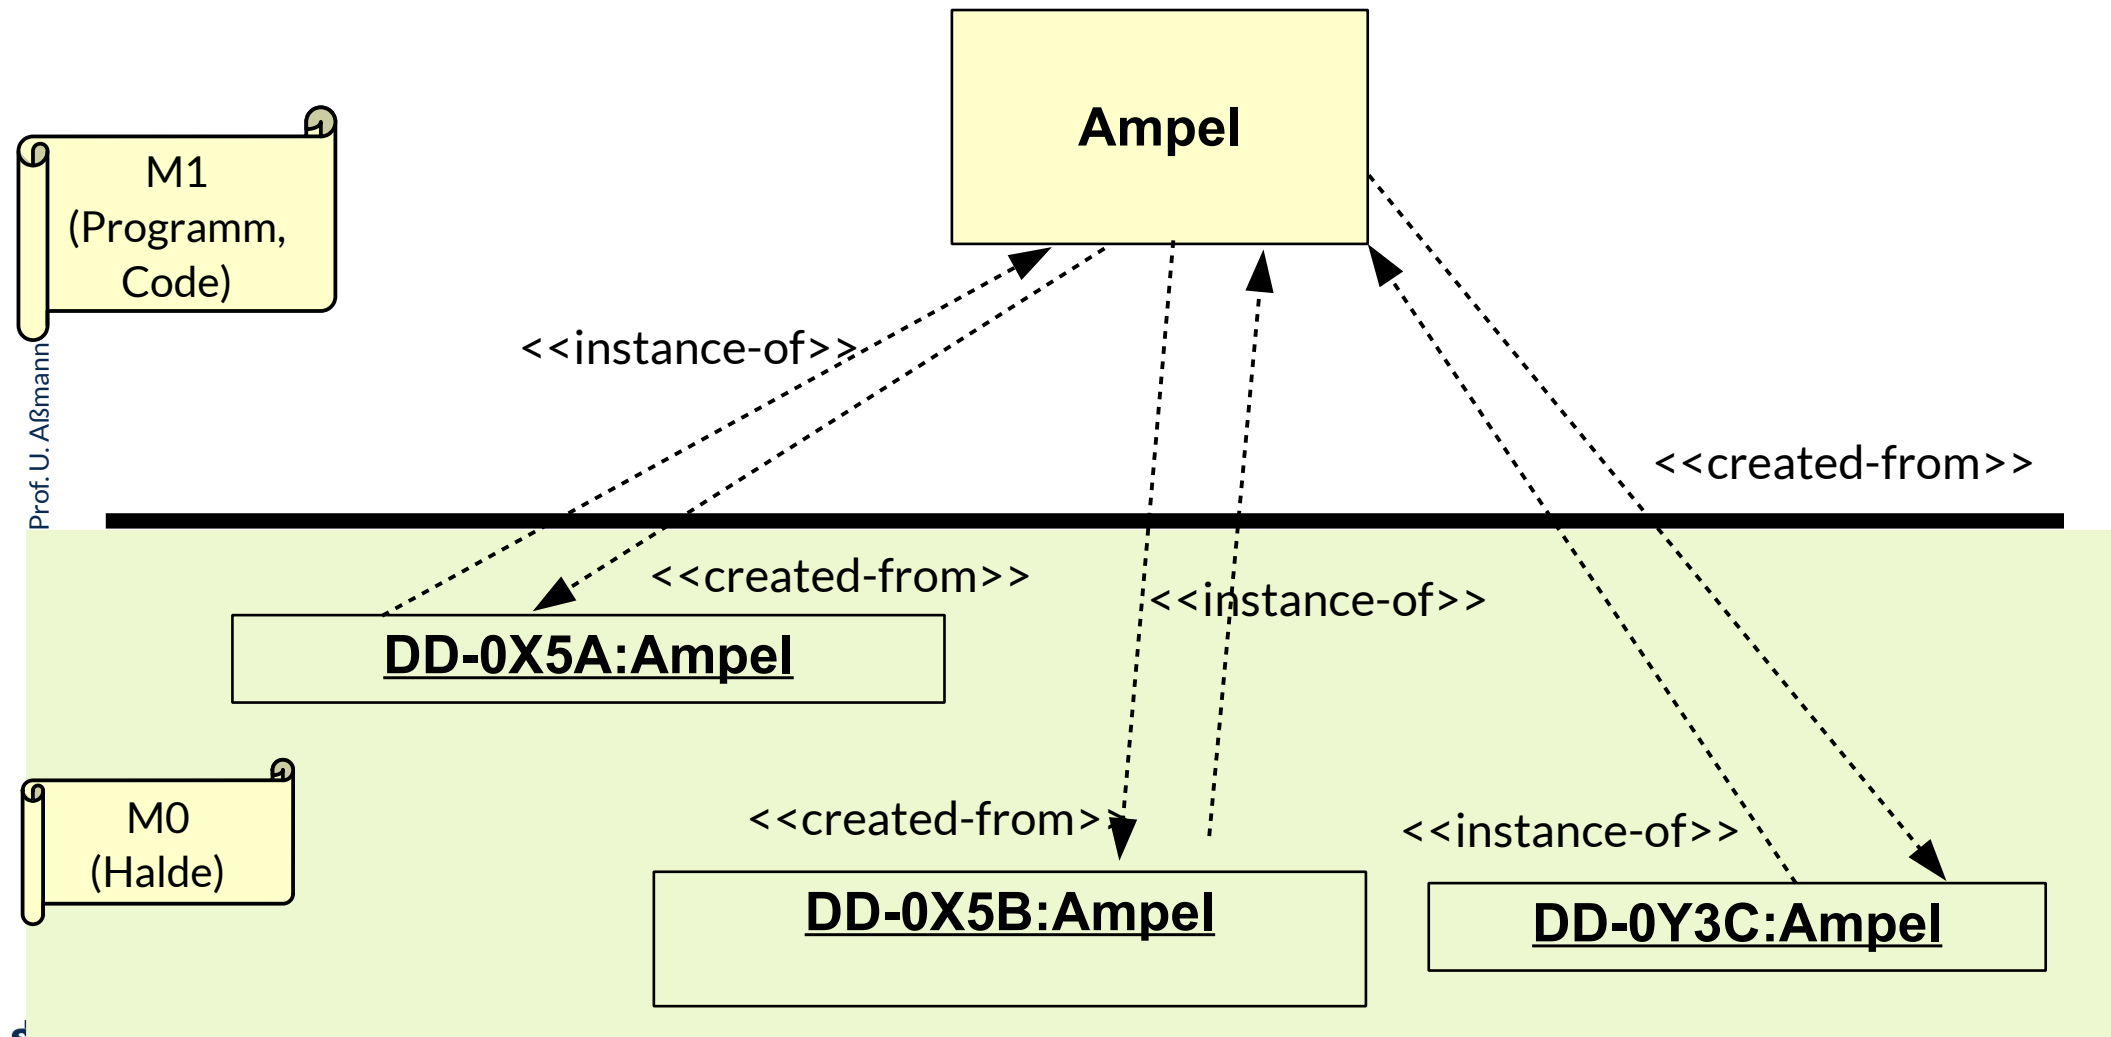 Ampel
M1
(Programm,
Code)
<<instance-of>>
Prof. U. Aßmann
<<created-from>>
<<created-from>>
<<instance-of>>
DD-0X5A:Ampel
M0
(Halde)
<<created-from>>
<<instance-of>>
DD-0X5B:Ampel
DD-0Y3C:Ampel